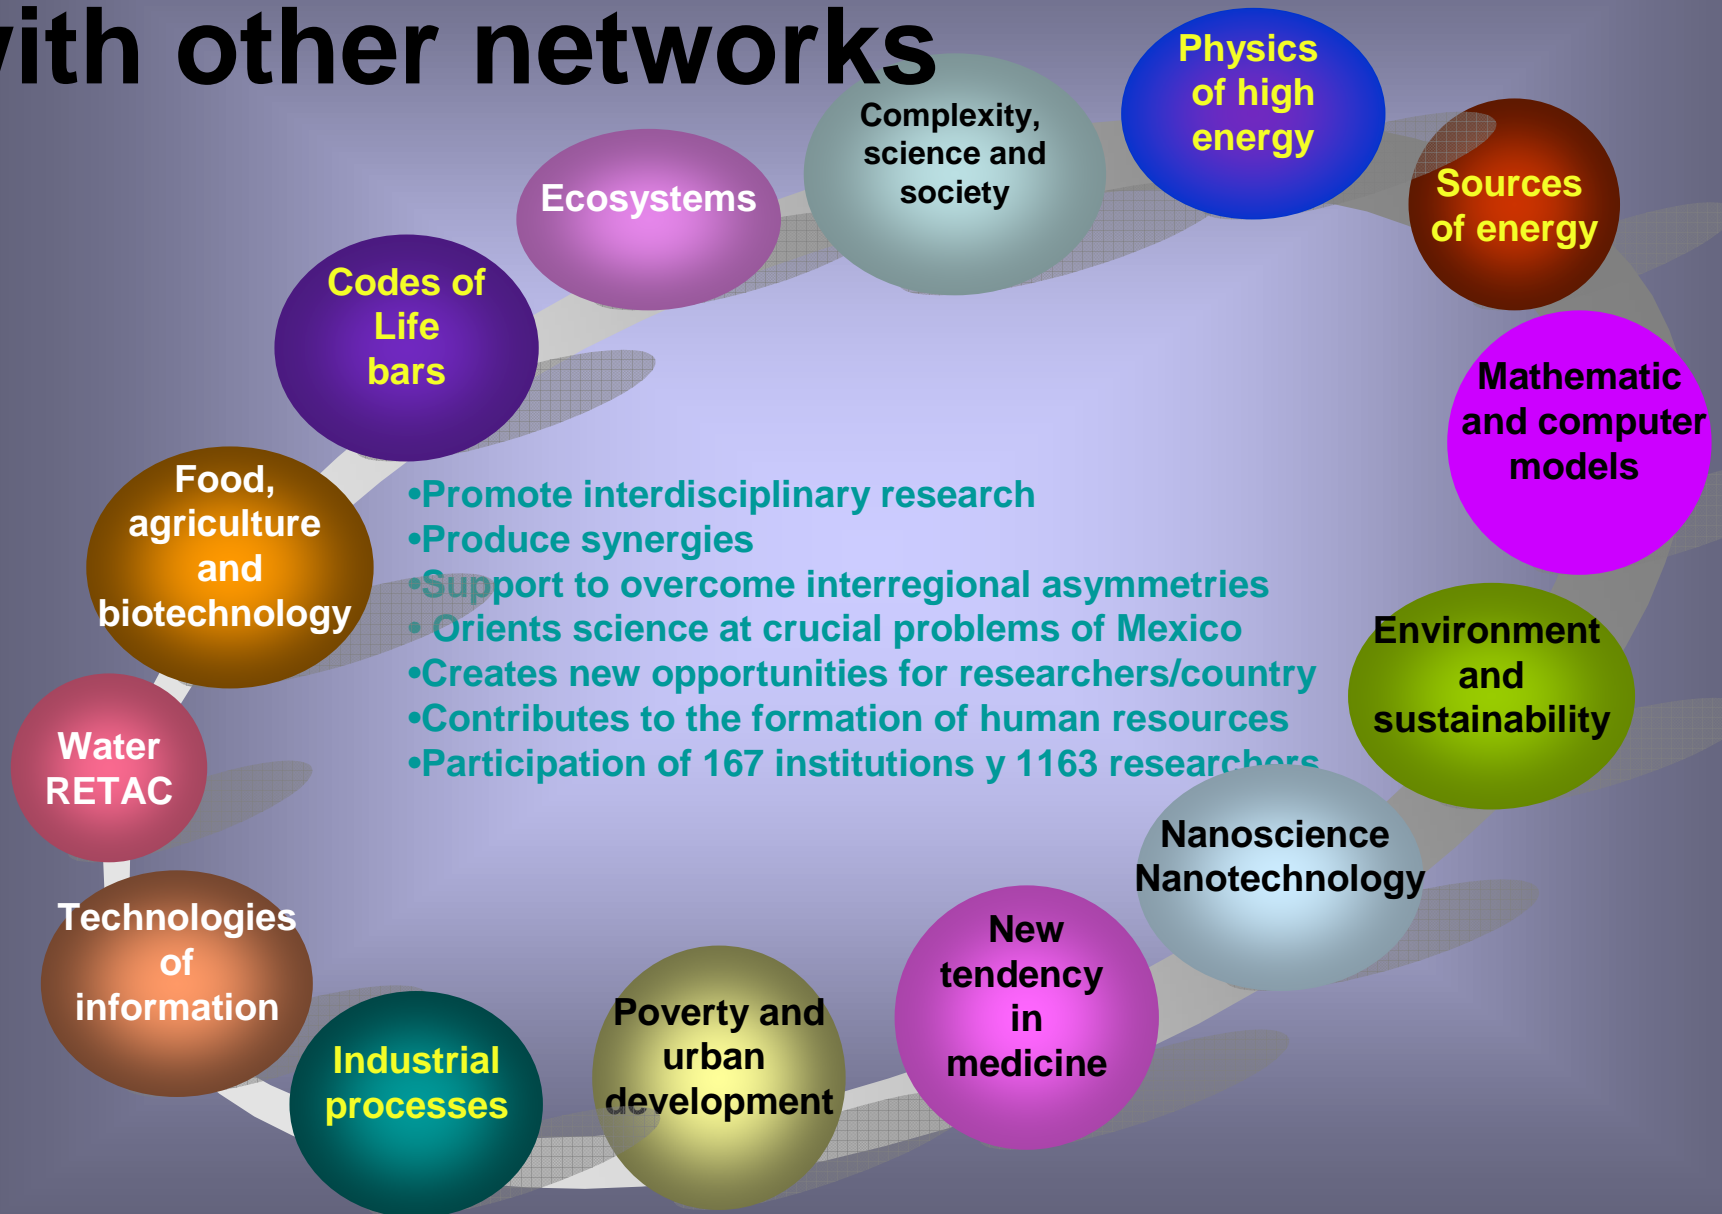 with other networks
Physics
of high
energy
Complexity,
science and
society
Sources
of energy
Ecosystems
Codes of
Life
bars
Mathematic
and computer
models
Food,
agriculture
and
biotechnology
•Promote interdisciplinary research
•Produce synergies
•Support to overcome interregional asymmetries
• Orients science at crucial problems of Mexico
•Creates new opportunities for researchers/country
•Contributes to the formation of human resources
•Participation of 167 institutions y 1163 researchers
Environment
and
sustainability
Water
RETAC
Nanoscience
Nanotechnology
Technologies
of
information
New
tendency
in
medicine
Poverty and
urban
development
Industrial
processes